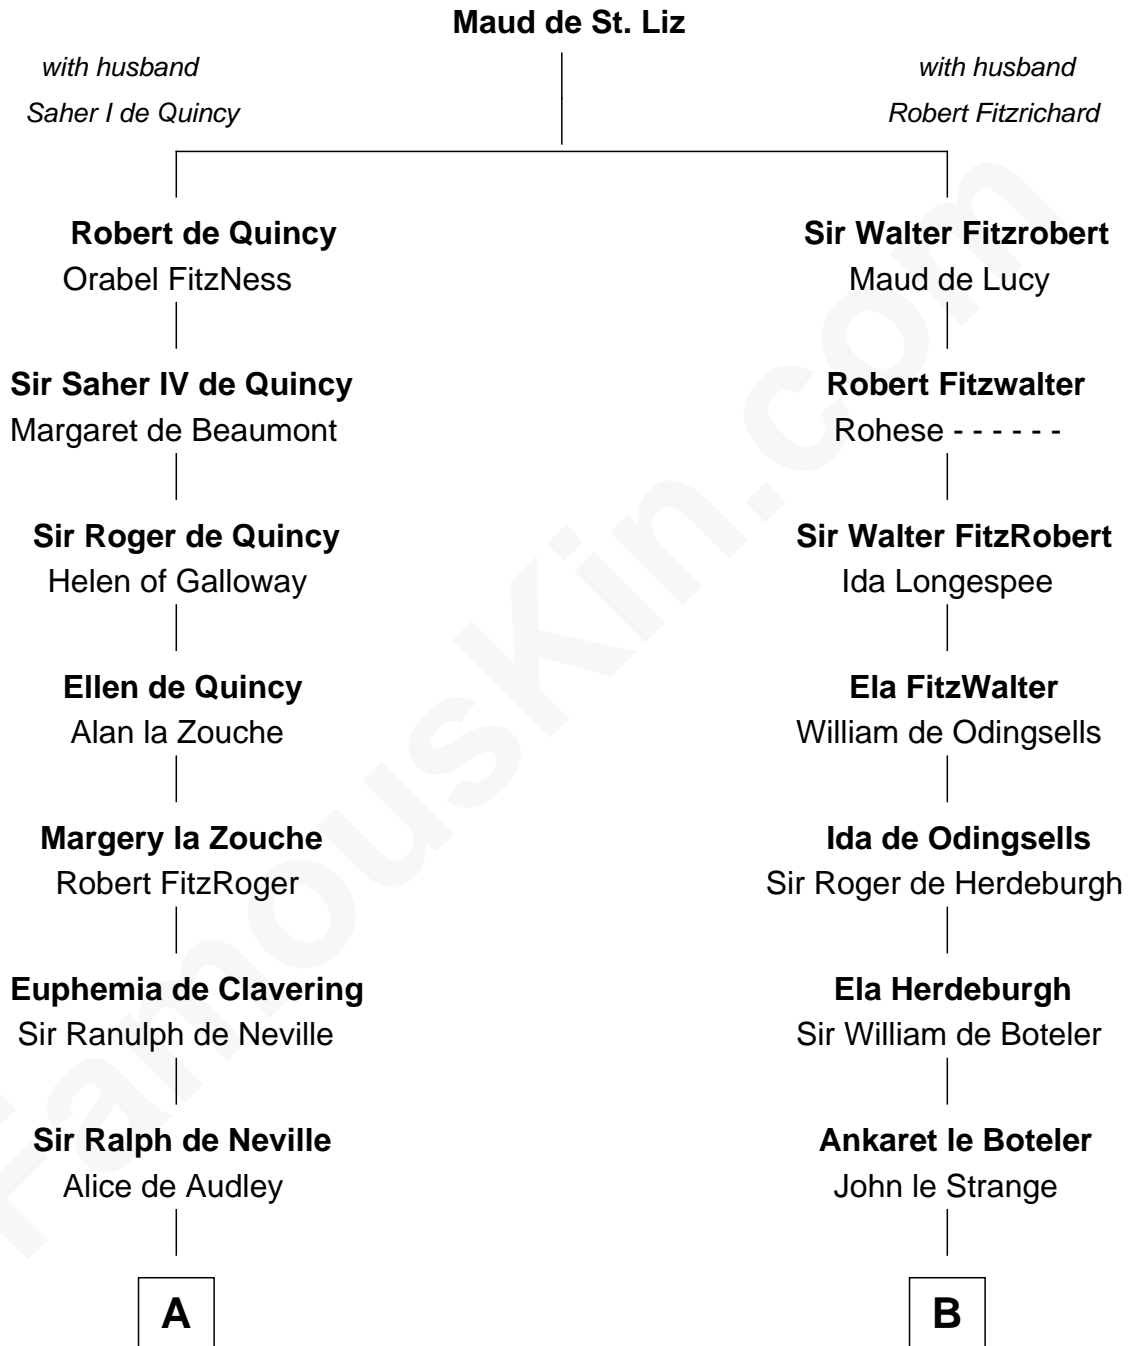 Maud de St. Liz
with husband
Saher I de Quincy
with husband
Robert Fitzrichard
Robert de Quincy
Orabel FitzNess
Sir Walter Fitzrobert
Maud de Lucy
Sir Saher IV de Quincy
Margaret de Beaumont
Robert Fitzwalter
Rohese - - - - - -
Sir Roger de Quincy
Helen of Galloway
Sir Walter FitzRobert
Ida Longespee
Ellen de Quincy
Alan la Zouche
Ela FitzWalter
William de Odingsells
Margery la Zouche
Robert FitzRoger
Ida de Odingsells
Sir Roger de Herdeburgh
Euphemia de Clavering
Sir Ranulph de Neville
Ela Herdeburgh
Sir William de Boteler
Sir Ralph de Neville
Alice de Audley
Ankaret le Boteler
John le Strange
A
B
FamousKin.com